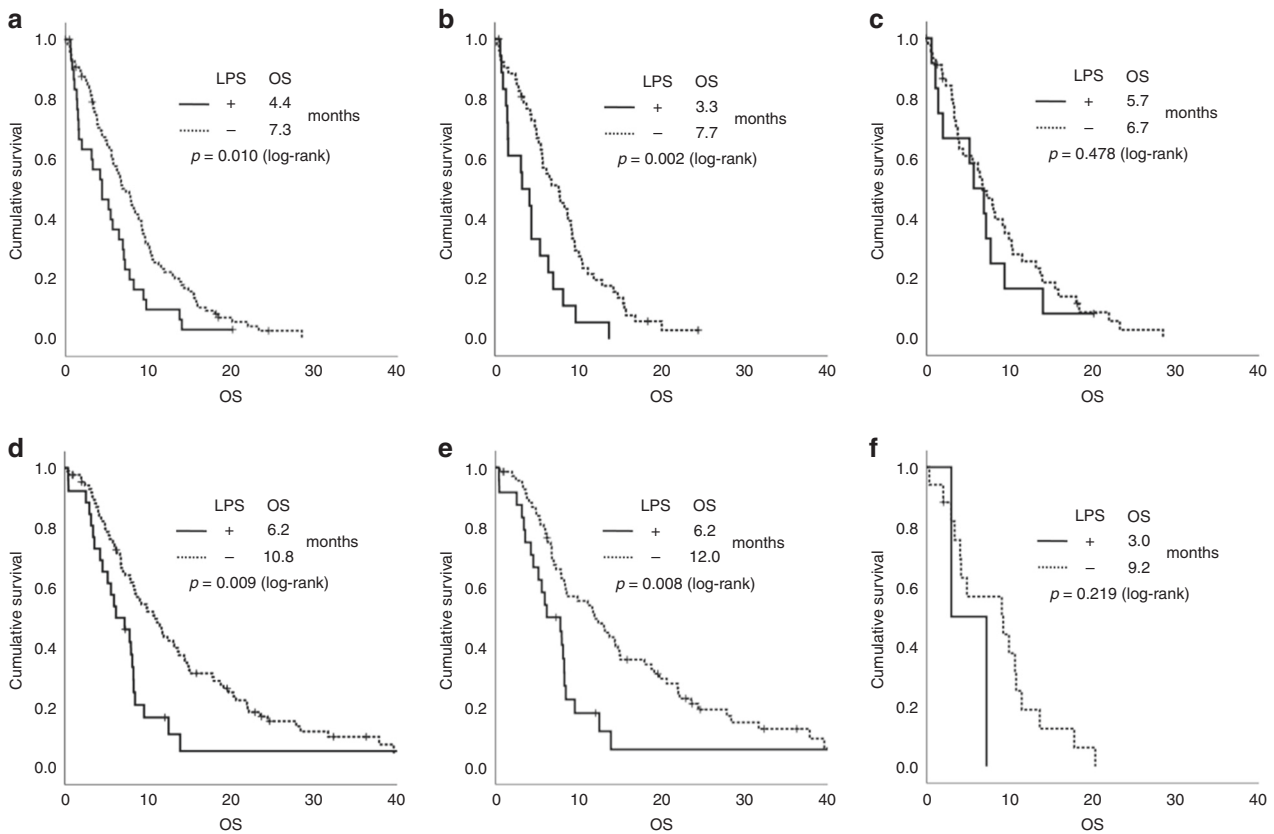 a
1.0
0.8
0.6
0.4
0.2
0.0
Cumulative survival
LPS OS
+ 4.4
– 7.3
months
p = 0.010 (log-rank)
0 10 20 30 40
OS
b
1.0
0.8
0.6
0.4
0.2
0.0
Cumulative survival
LPS OS
+ 3.3
– 7.7
months
p = 0.002 (log-rank)
0 10 20 30 40
OS
c
1.0
0.8
0.6
0.4
0.2
0.0
Cumulative survival
LPS OS
+ 5.7
– 6.7
months
p = 0.478 (log-rank)
0 10 20 30 40
OS
d
1.0
0.8
0.6
0.4
0.2
0.0
Cumulative survival
LPS OS
+ 6.2
– 10.8
months
p = 0.009 (log-rank)
0 10 20 30 40
OS
e
1.0
0.8
0.6
0.4
0.2
0.0
Cumulative survival
LPS OS
+ 6.2
– 12.0
months
p = 0.008 (log-rank)
0 10 20 30 40
OS
f
1.0
0.8
0.6
0.4
0.2
0.0
Cumulative survival
LPS OS
+ 3.0
– 9.2
months
p = 0.219 (log-rank)
0 10 20 30 40
OS